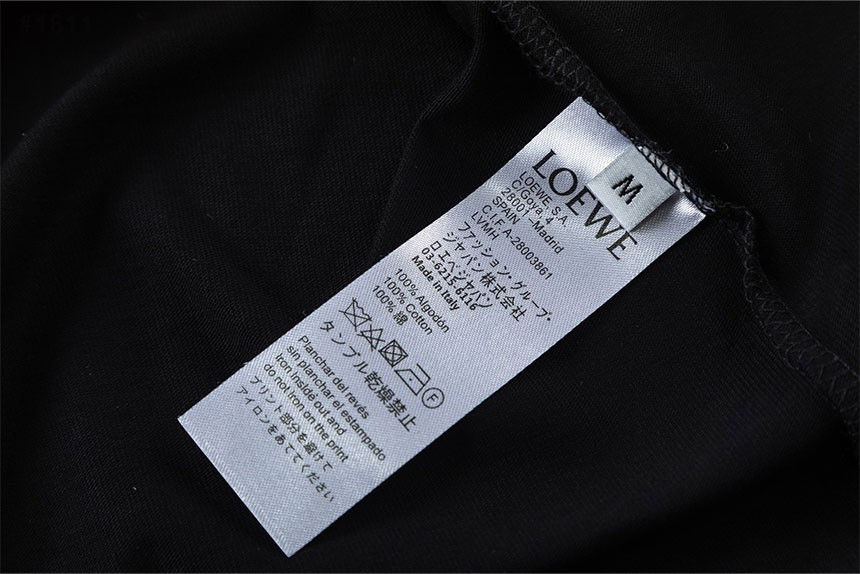 #1811
LOEWE
M
LOEWE S.A.
C/Goya, 4
28001 -Madrid
SPAIN
C.I.F A-28003861
LVMH
ファッション・グループ・
ジャパン株式会社
ロエベジャパン
03-6215-6116
Made in Italy
100% Algodón
100% Cotton
100% 綿
F
タンブル乾燥禁止
Planchar del revés
sin planchar el estampado
Iron inside out and
do not iron on the print
プリント部分を避けて
アイロンをあててください